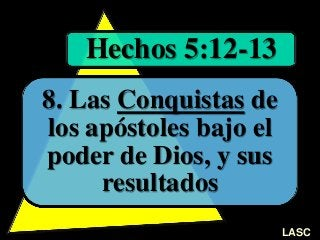 Hechos 5:12-13
8. Las Conquistas de
los apóstoles bajo el
poder de Dios, y sus
resultados
LASC